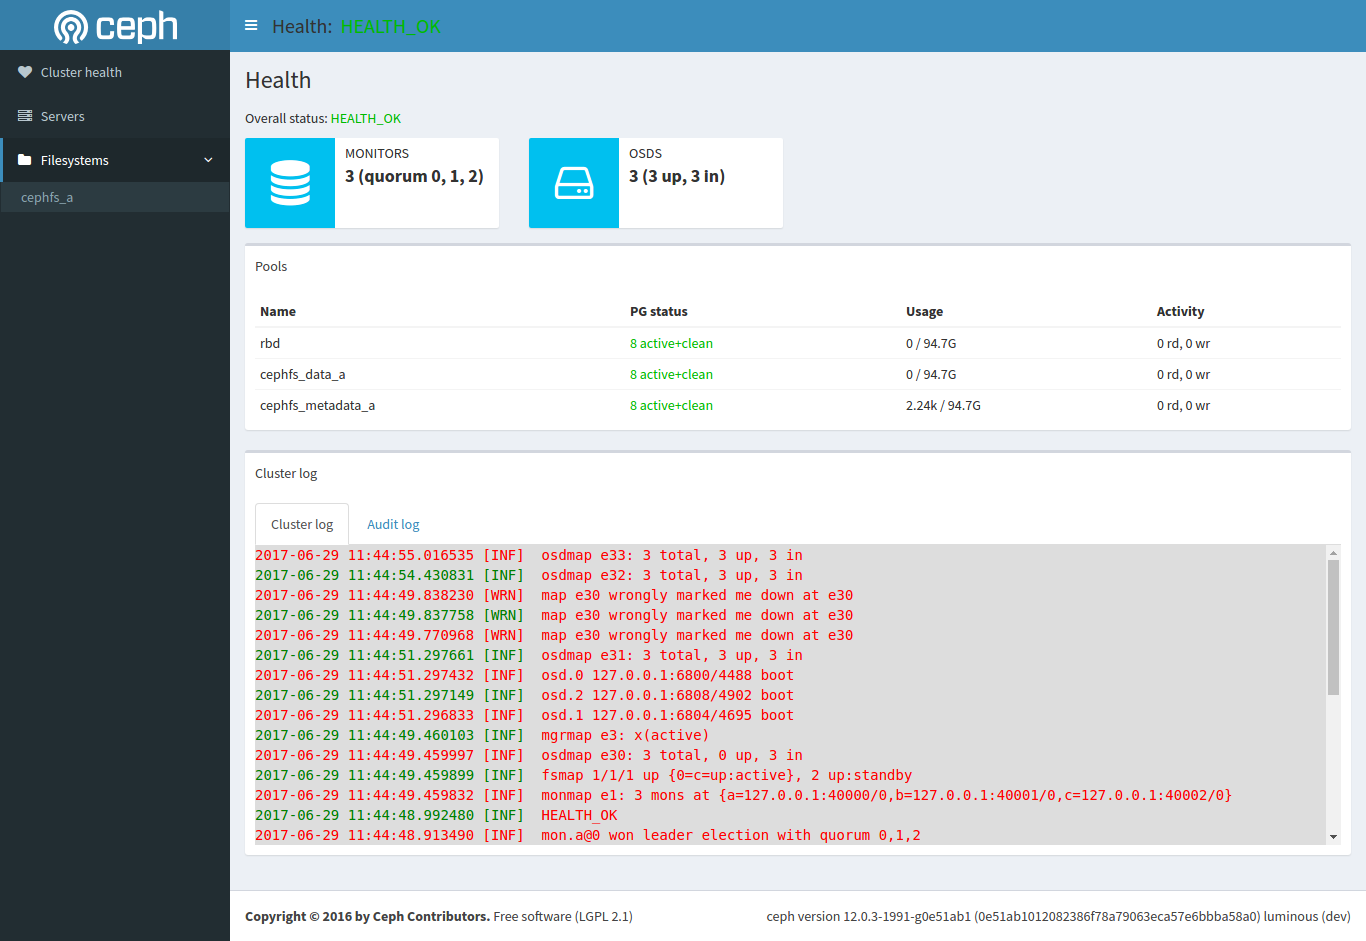 ceph
Health: HEALTH_OK
Cluster health
Servers
Filesystems
cephfs_a
Health
Overall status: HEALTH_OK
MONITORS
3 (quorum 0, 1, 2)
OSDS
3 (3 up, 3 in)
Pools
Name PG status Usage Activity
rbd 8 active+clean 0 / 94.7G 0 rd, 0 wr
cephfs_data_a 8 active+clean 0 / 94.7G 0 rd, 0 wr
cephfs_metadata_a 8 active+clean 2.24k / 94.7G 0 rd, 0 wr
Cluster log
Cluster log Audit log
2017-06-29 11:44:55.016535 [INF] osdmap e33: 3 total, 3 up, 3 in
2017-06-29 11:44:54.430831 [INF] osdmap e32: 3 total, 3 up, 3 in
2017-06-29 11:44:49.838230 [WRN] map e30 wrongly marked me down at e30
2017-06-29 11:44:49.837758 [WRN] map e30 wrongly marked me down at e30
2017-06-29 11:44:49.770968 [WRN] map e30 wrongly marked me down at e30
2017-06-29 11:44:51.297661 [INF] osdmap e31: 3 total, 3 up, 3 in
2017-06-29 11:44:51.297432 [INF] osd.0 127.0.0.1:6800/4488 boot
2017-06-29 11:44:51.297149 [INF] osd.2 127.0.0.1:6808/4902 boot
2017-06-29 11:44:51.296833 [INF] osd.1 127.0.0.1:6804/4695 boot
2017-06-29 11:44:49.460103 [INF] mgrmap e3: x(active)
2017-06-29 11:44:49.459997 [INF] osdmap e30: 3 total, 0 up, 3 in
2017-06-29 11:44:49.459899 [INF] fsmap 1/1/1 up {0=c=up:active}, 2 up:standby
2017-06-29 11:44:49.459832 [INF] monmap e1: 3 mons at {a=127.0.0.1:40000/0,b=127.0.0.1:40001/0,c=127.0.0.1:40002/0}
2017-06-29 11:44:48.992480 [INF] HEALTH_OK
2017-06-29 11:44:48.913490 [INF] mon.a@0 won leader election with quorum 0,1,2
Copyright © 2016 by Ceph Contributors. Free software (LGPL 2.1)
ceph version 12.0.3-1991-g0e51ab1 (0e51ab1012082386f78a79063eca57e6bbba58a0) luminous (dev)